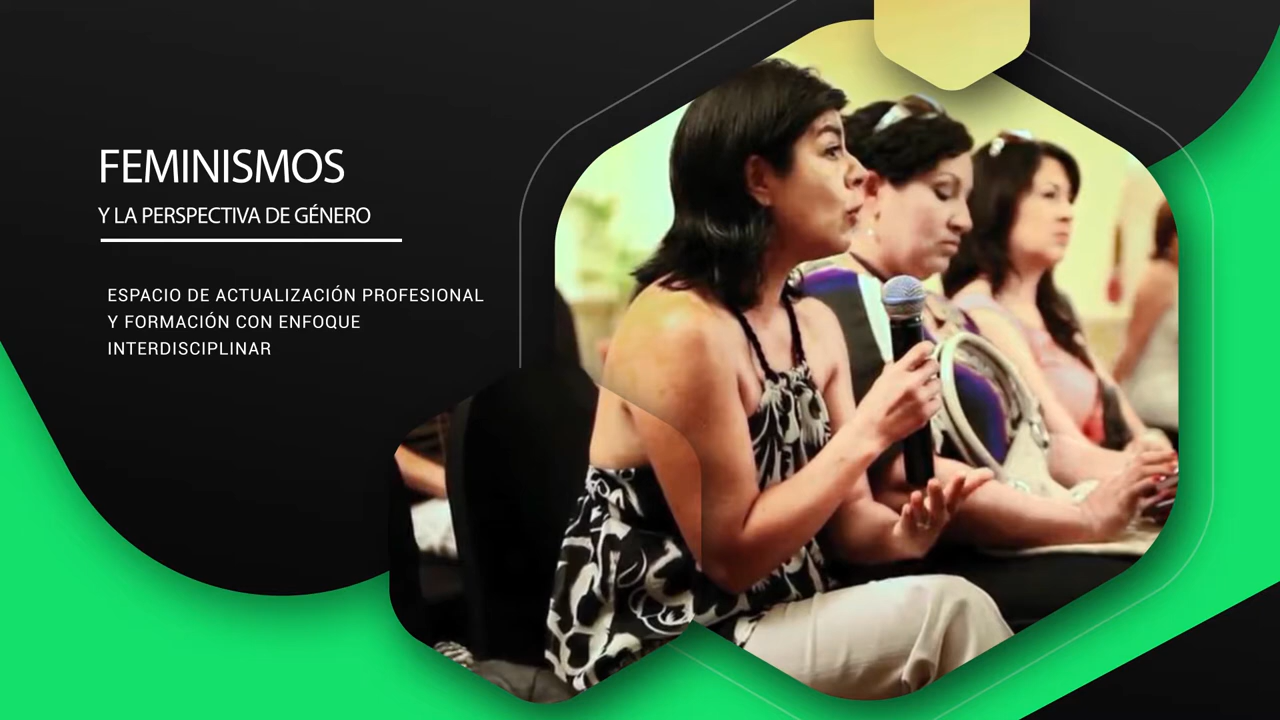 FEMINISMOS
Y LA PERSPECTIVA DE GÉNERO
ESPACIO DE ACTUALIZACIÓN PROFESIONAL
Y FORMACIÓN CON ENFOQUE
INTERDISCIPLINAR